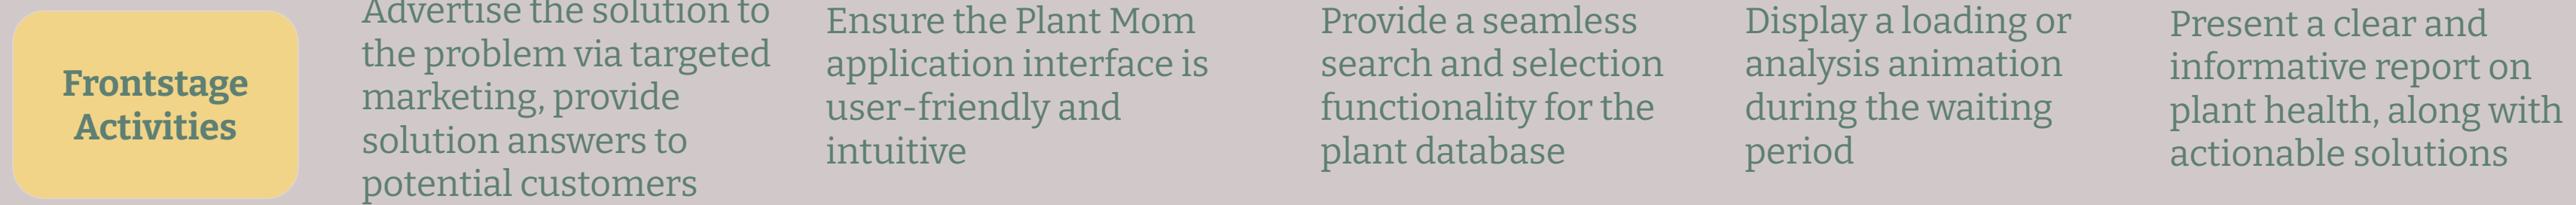 Frontstage
Activities
Advertise the solution to
the problem via targeted
marketing, provide
solution answers to
potential customers
Ensure the Plant Mom
application interface is
user-friendly and
intuitive
Provide a seamless
search and selection
functionality for the
plant database
Display a loading or
analysis animation
during the waiting
period
Present a clear and
informative report on
plant health, along with
actionable solutions